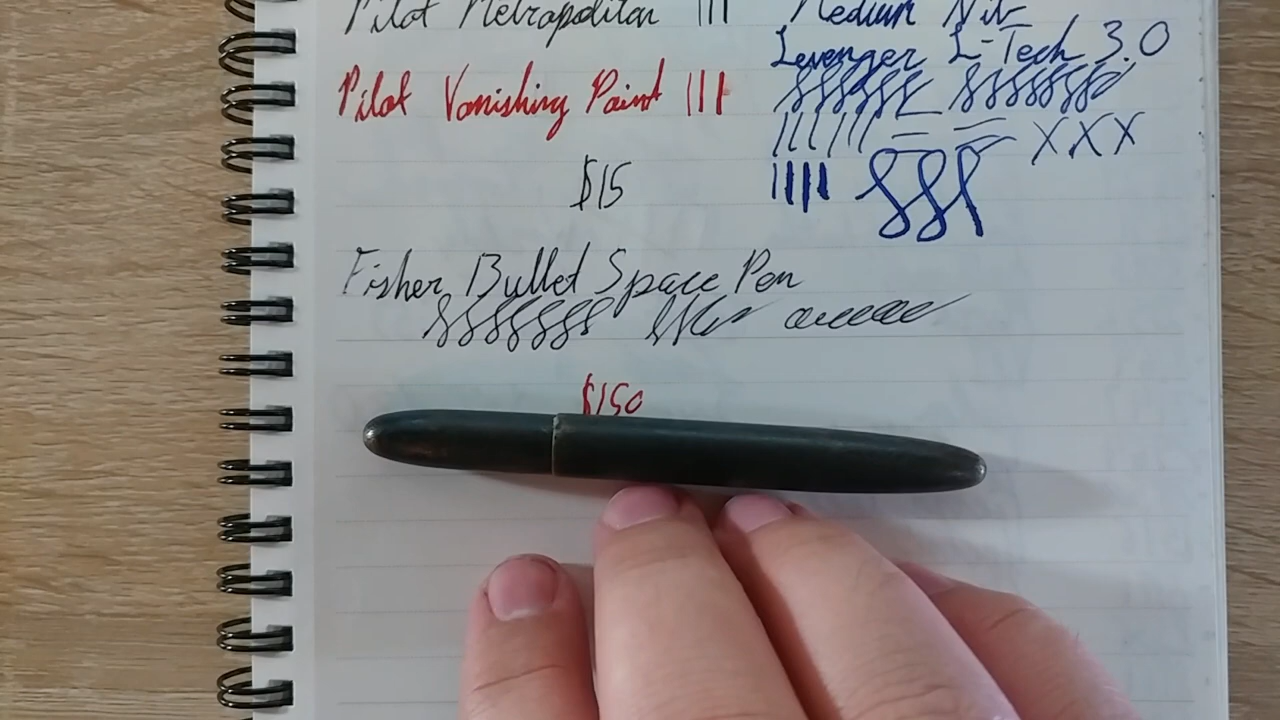 Pilot Metropolitan
Medium Nib
Levenger L-Tech 3.0
Pilot Vanishing Point
XXX
$15
Fisher Bullet Space Pen
$150